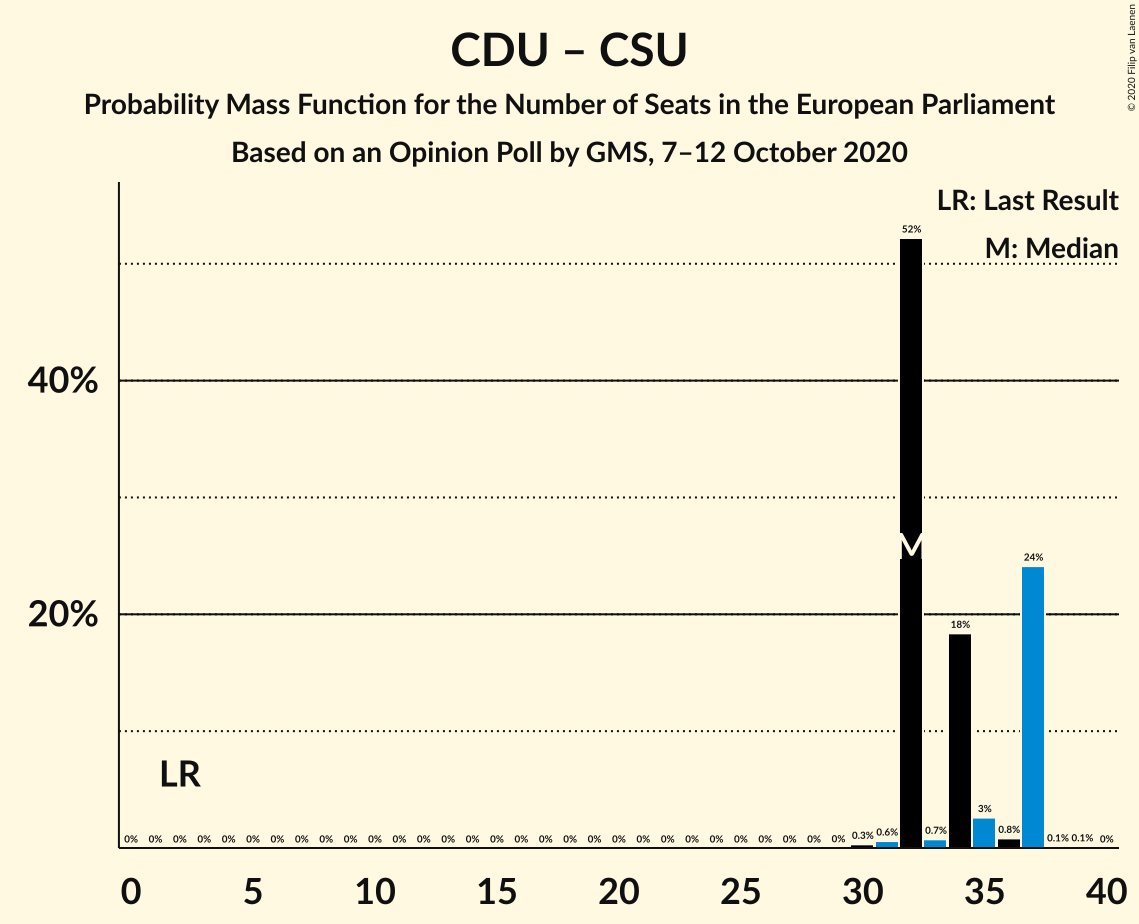 CDU – CSU
Probability Mass Function for the Number of Seats in the European Parliament
Based on an Opinion Poll by GMS, 7–12 October 2020
© 2020 Filip van Laenen
LR: Last Result
M: Median
52%
40%
M
24%
20%
18%
LR
0% 0% 0% 0% 0% 0% 0% 0% 0% 0% 0% 0% 0% 0% 0% 0% 0% 0% 0% 0% 0% 0% 0% 0% 0% 0% 0% 0% 0% 0% 0.3% 0.6% 0.7% 3% 0.8% 0.1% 0.1% 0%
0 5 10 15 20 25 30 35 40